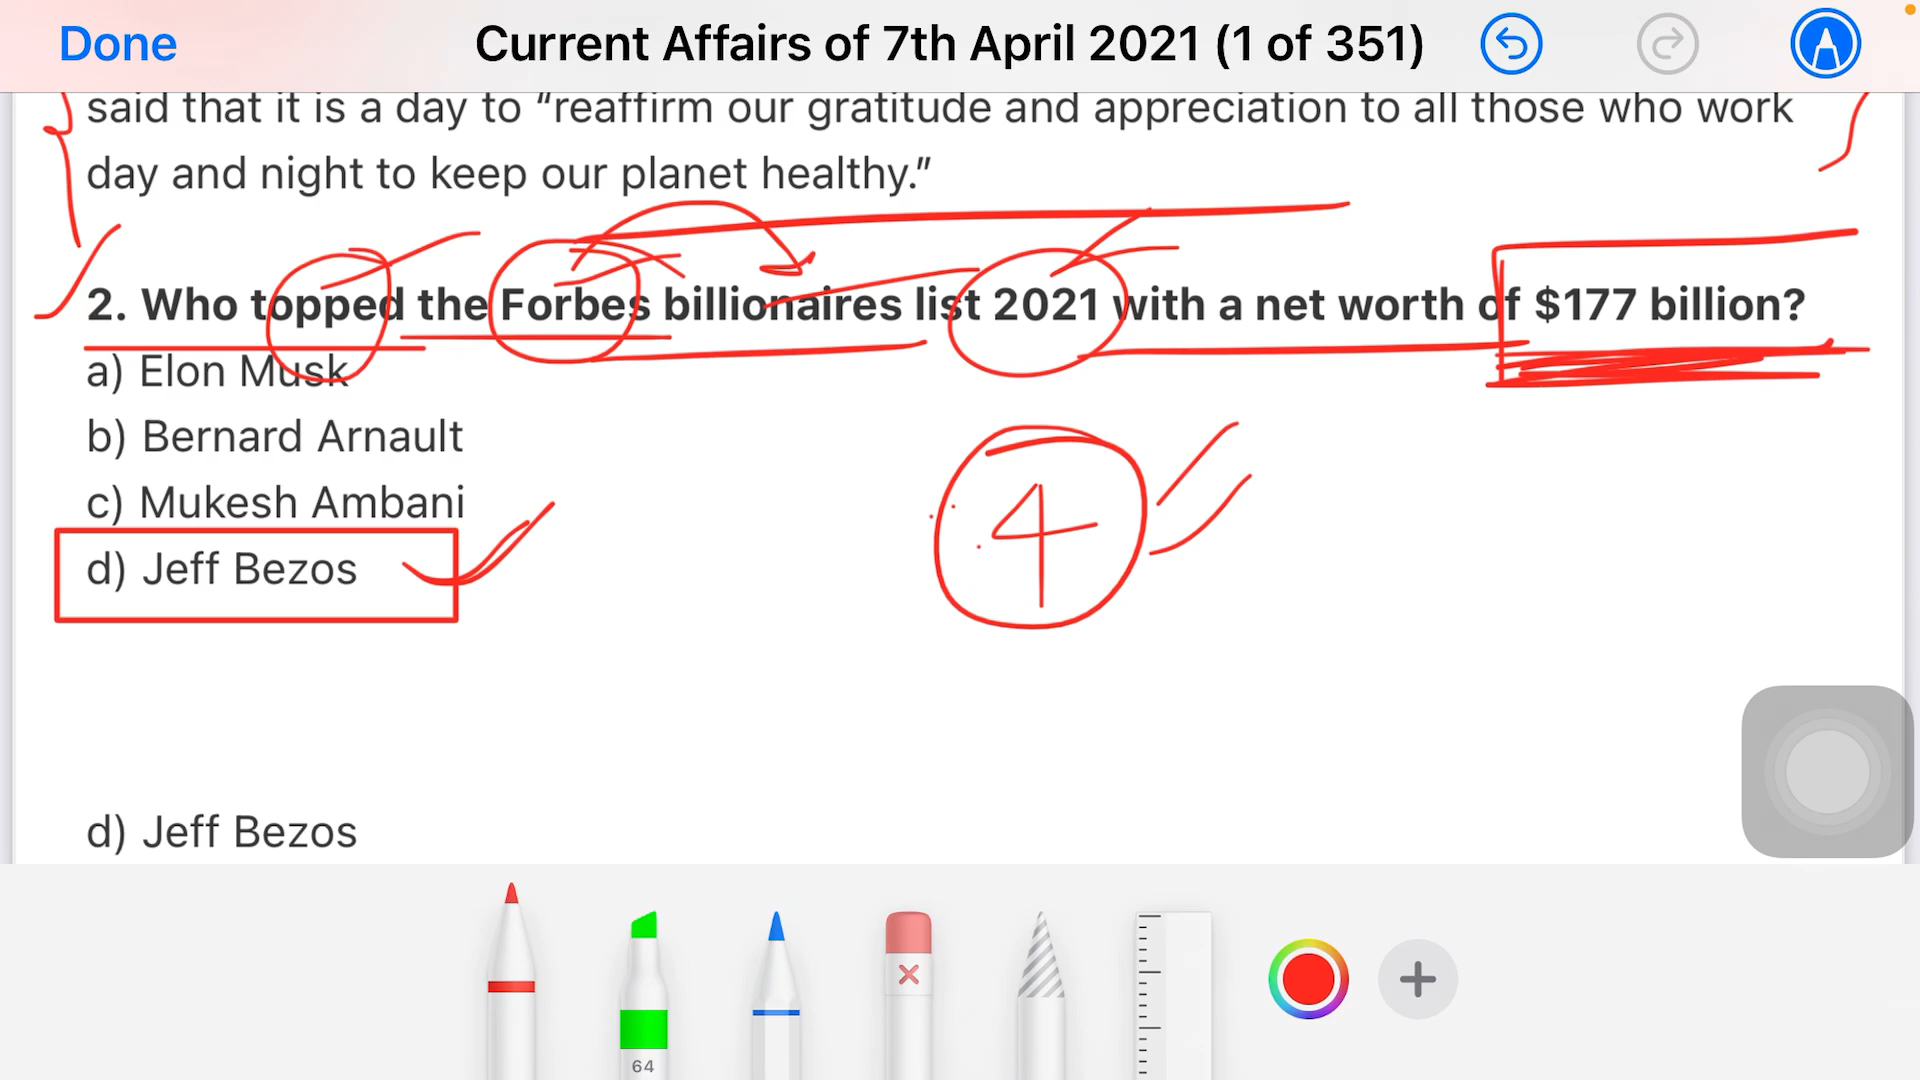 Done
Current Affairs of 7th April 2021 (1 of 351)
said that it is a day to “reaffirm our gratitude and appreciation to all those who work
day and night to keep our planet healthy.”
2. Who topped the Forbes billionaires list 2021 with a net worth of $177 billion?
a) Elon Musk
b) Bernard Arnault
c) Mukesh Ambani
d) Jeff Bezos
4
d) Jeff Bezos
64